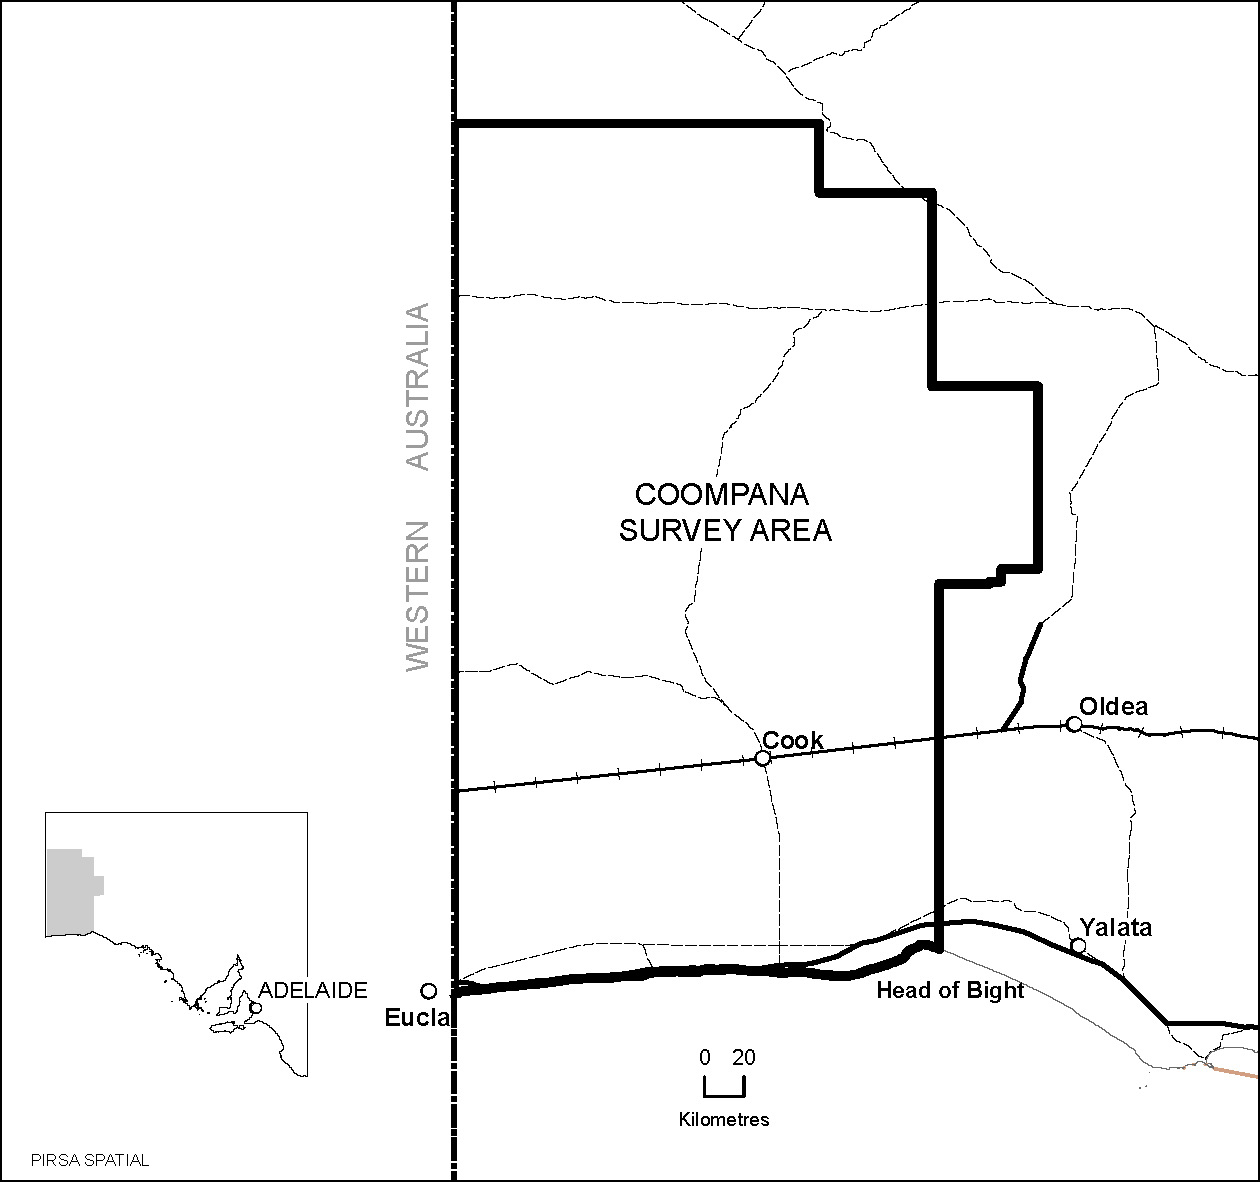 WESTERN AUSTRALIA
COOMPANA
SURVEY AREA
Oldea
Cook
Yalata
Head of Bight
Eucla
ADELAIDE
0 20
Kilometres
PIRSA SPATIAL